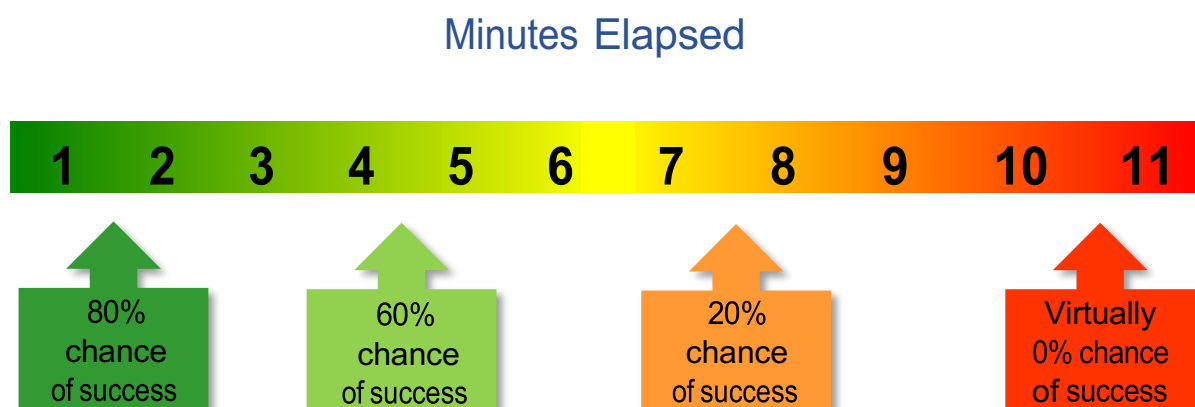 Minutes Elapsed
1 2 3 4 5 6 7 8 9 10 11
80%
chance
of success
60%
chance
of success
20%
chance
of success
Virtually
0% chance
of success